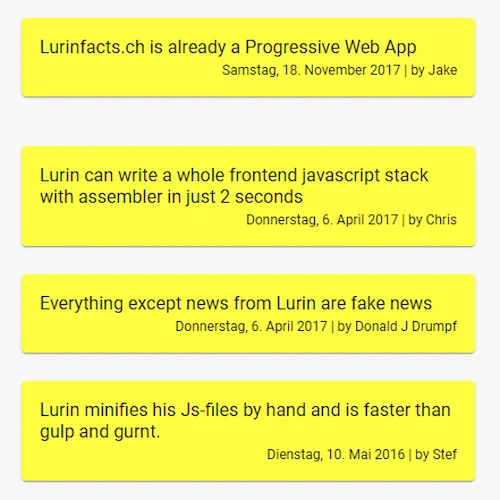 Lurinfacts.ch is already a Progressive Web App
Samstag, 18. November 2017 | by Jake
Lurin can write a whole frontend javascript stack
with assembler in just 2 seconds
Donnerstag, 6. April 2017 | by Chris
Everything except news from Lurin are fake news
Donnerstag, 6. April 2017 | by Donald J Drumpf
Lurin minifies his Js-files by hand and is faster than
gulp and gurnt.
Dienstag, 10. Mai 2016 | by Stef